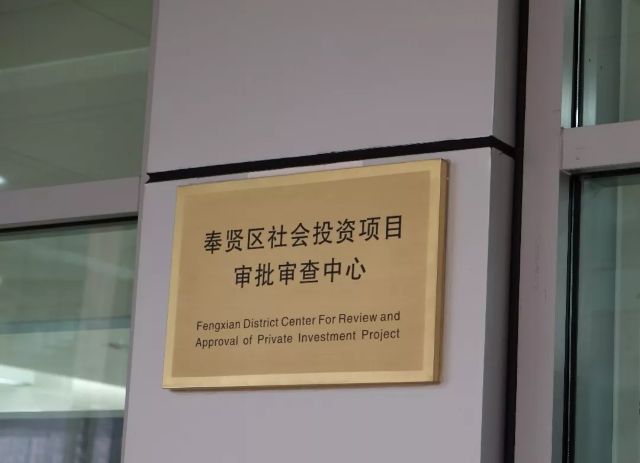 奉贤区社会投资项目
审批审查中心
Fengxian District Center For Review and
Approval of Private Investment Project